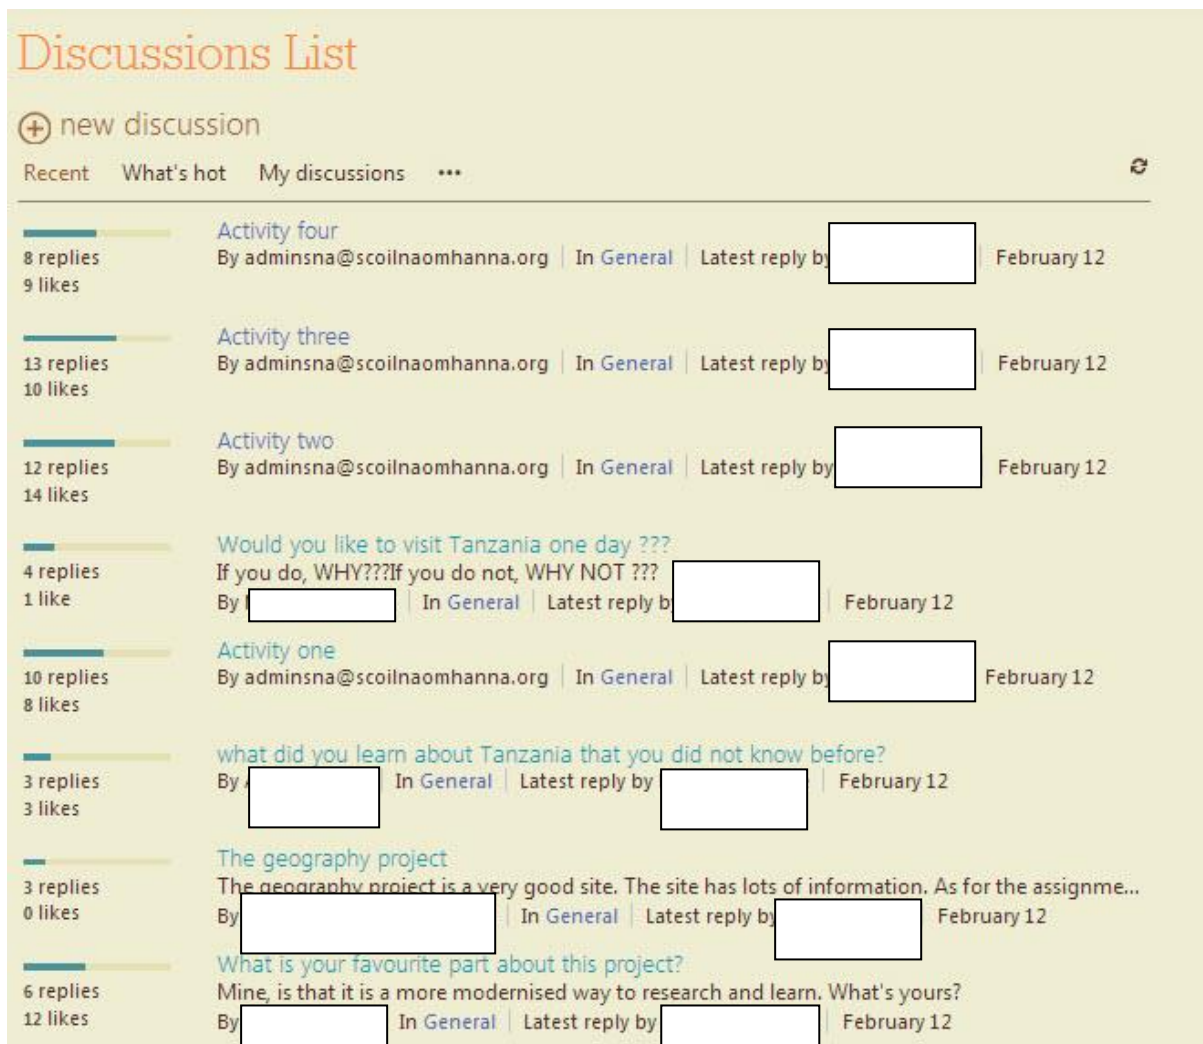 Discussions List
new discussion
Recent What's hot My discussions •••
Activity four
8 replies By adminsna@scoilnaomhanna.org In General Latest reply by February 12
9 likes
Activity three
13 replies By adminsna@scoilnaomhanna.org In General Latest reply by February 12
10 likes
Activity two
12 replies By adminsna@scoilnaomhanna.org In General Latest reply by February 12
14 likes
Would you like to visit Tanzania one day ???
4 replies If you do, WHY???If you do not, WHY NOT ???
1 like By In General Latest reply by February 12
Activity one
10 replies By adminsna@scoilnaomhanna.org In General Latest reply by February 12
8 likes
what did you learn about Tanzania that you did not know before?
3 replies By In General Latest reply by February 12
3 likes
The geography project
3 replies The geography project is a very good site. The site has lots of information. As for the assignme...
0 likes By In General Latest reply by February 12
What is your favourite part about this project?
6 replies Mine, is that it is a more modernised way to research and learn. What's yours?
12 likes By In General Latest reply by February 12